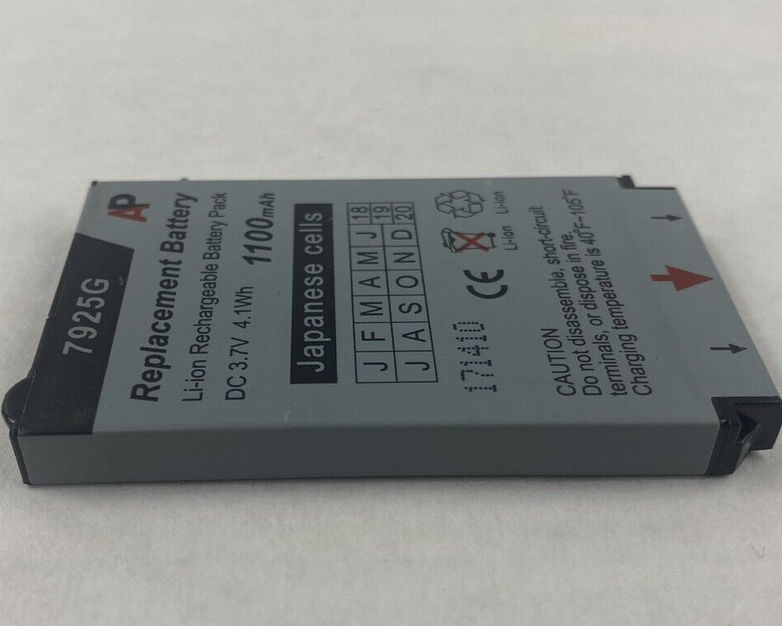 7925G
AP
Replacement Battery
Li-ion Rechargeable Battery Pack
DC 3.7V 4.1Wh 1100mAh
Japanese cells
J F M A M J 18
19
J A S O N D 20
171410
CE
Li-ion Li-ion
CAUTION
Do not disassemble, short-circuit
terminals, or dispose in fire.
Charging temperature is 40°F~105°F